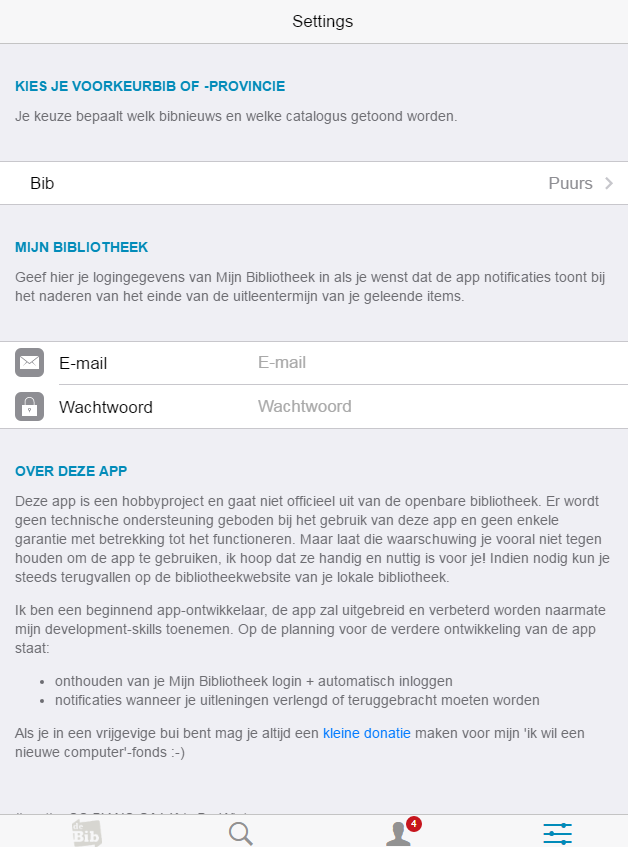 Settings
KIES JE VOORKEURBIB OF -PROVINCIE
Je keuze bepaalt welk bibnieuws en welke catalogus getoond worden.
Bib Puurs
MIJN BIBLIOTHEEK
Geef hier je logingegevens van Mijn Bibliotheek in als je wenst dat de app notificaties toont bij
het naderen van het einde van de uitleentermijn van je geleende items.
E-mail E-mail
Wachtwoord Wachtwoord
OVER DEZE APP
Deze app is een hobbyproject en gaat niet officieel uit van de openbare bibliotheek. Er wordt
geen technische ondersteuning geboden bij het gebruik van deze app en geen enkele
garantie met betrekking tot het functioneren. Maar laat die waarschuwing je vooral niet tegen
houden om de app te gebruiken, ik hoop dat ze handig en nuttig is voor je! Indien nodig kun je
steeds terugvallen op de bibliotheekwebsite van je lokale bibliotheek.
Ik ben een beginnend app-ontwikkelaar, de app zal uitgebreid en verbeterd worden naarmate
mijn development-skills toenemen. Op de planning voor de verdere ontwikkeling van de app
staat:
• onthouden van je Mijn Bibliotheek login + automatisch inloggen
• notificaties wanneer je uitleningen verlengd of teruggebracht moeten worden
Als je in een vrijgevige bui bent mag je altijd een kleine donatie maken voor mijn 'ik wil een
nieuwe computer'-fonds :-)
de
Bib
4